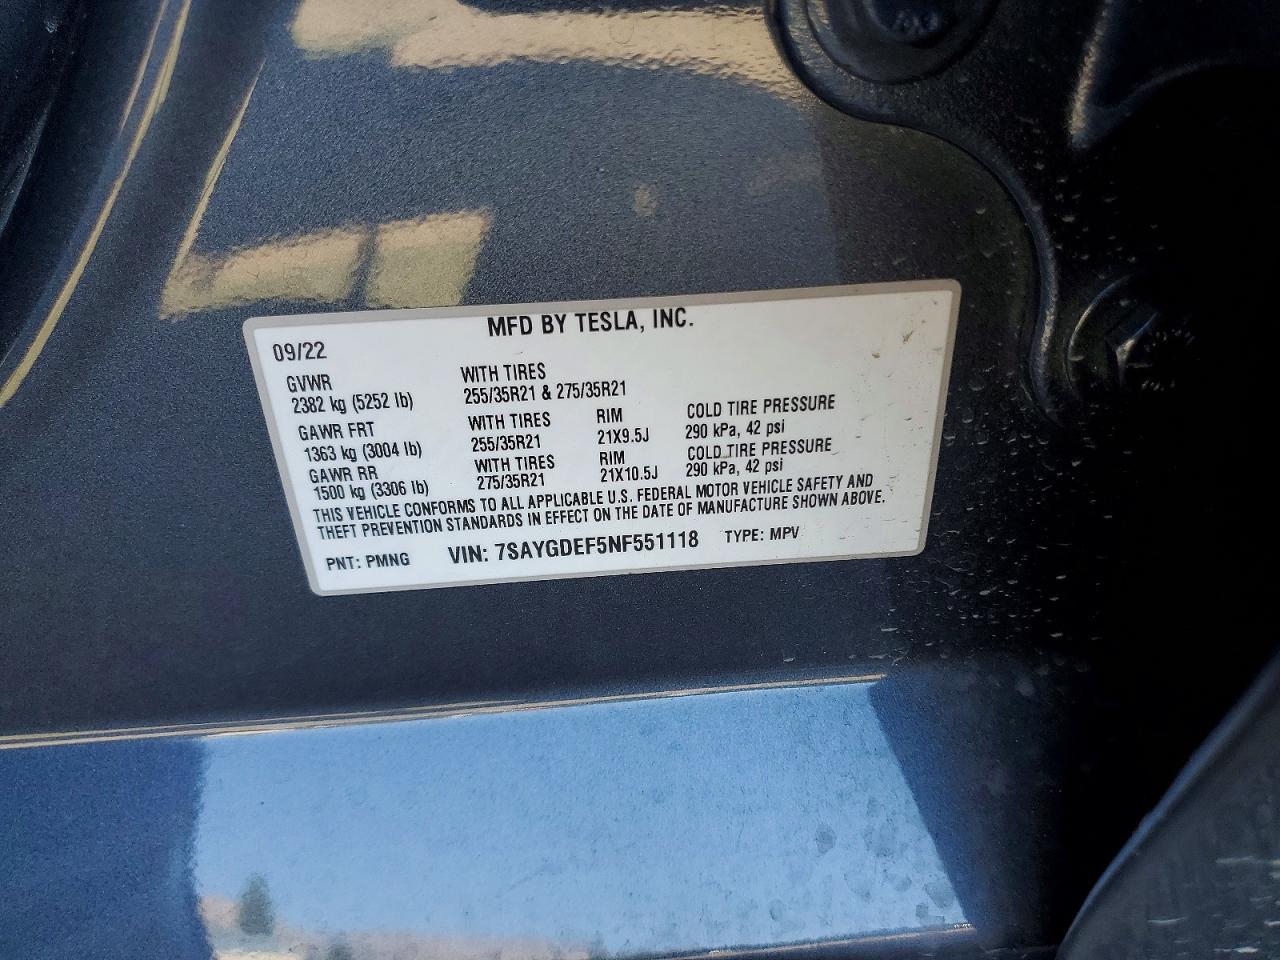 MFD BY TESLA, INC.
09/22
GVWR WITH TIRES
2382 kg (5252 lb) 255/35R21 & 275/35R21
GAWR FRT WITH TIRES RIM COLD TIRE PRESSURE
1363 kg (3004 lb) 255/35R21 21X9.5J 290 kPa, 42 psi
GAWR RR WITH TIRES RIM COLD TIRE PRESSURE
1500 kg (3306 lb) 275/35R21 21X10.5J 290 kPa, 42 psi
THIS VEHICLE CONFORMS TO ALL APPLICABLE U.S. FEDERAL MOTOR VEHICLE SAFETY AND
THEFT PREVENTION STANDARDS IN EFFECT ON THE DATE OF MANUFACTURE SHOWN ABOVE.
PNT: PMNG VIN: 7SAYGDEF5NF551118 TYPE: MPV